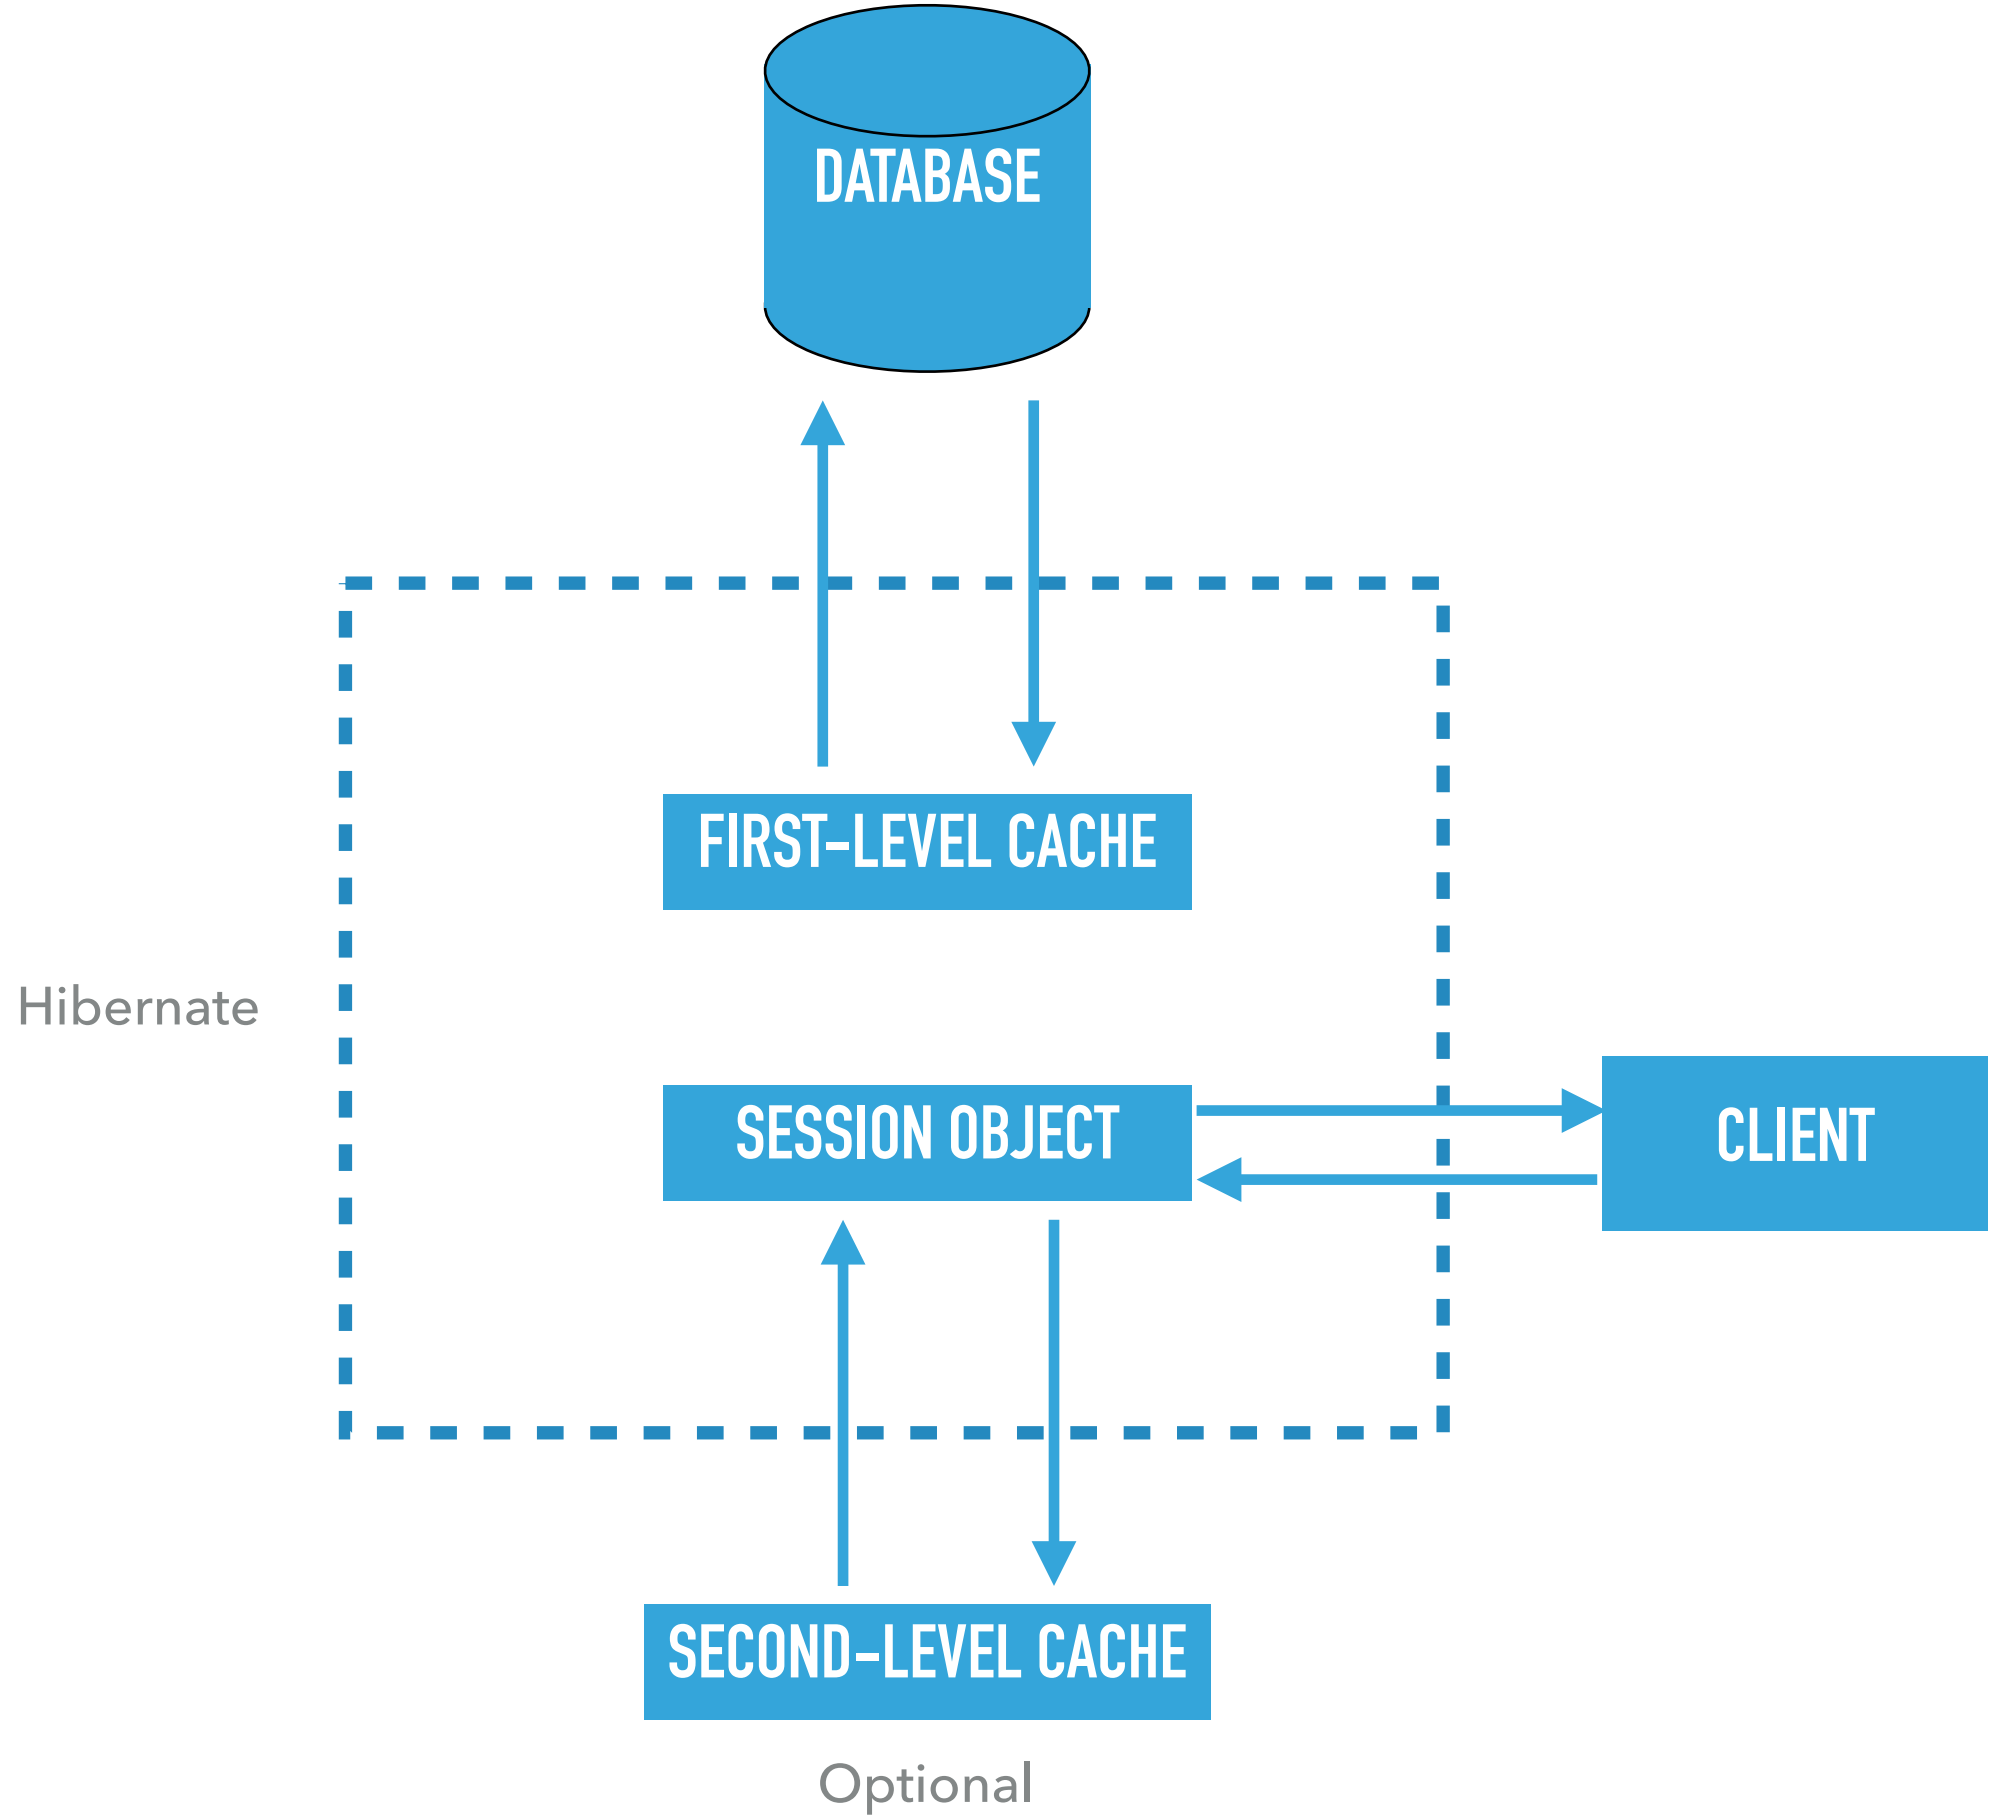 DATABASE
FIRST-LEVEL CACHE
Hibernate
SESSION OBJECT
CLIENT
SECOND-LEVEL CACHE
Optional